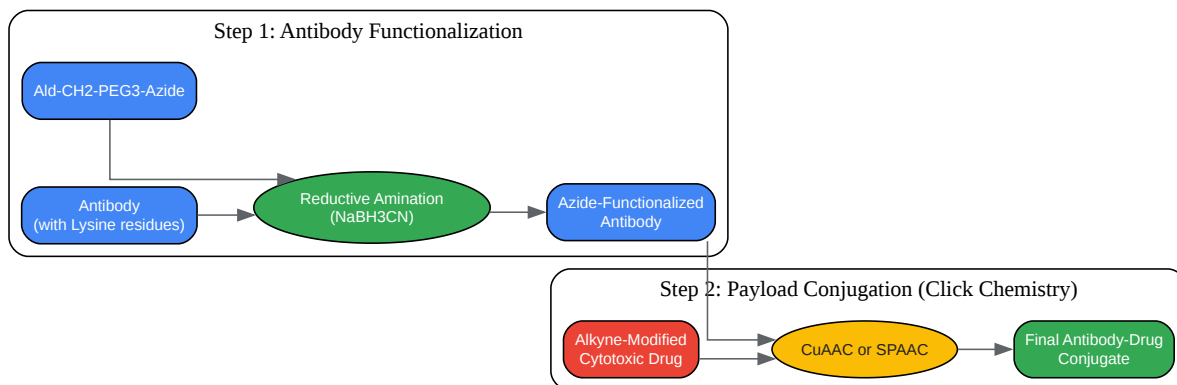 Step 1: Antibody Functionalization
Ald-CH2-PEG3-Azide
Antibody
(with Lysine residues)
Reductive Amination
(NaBH3CN)
Azide-Functionalized
Antibody
Step 2: Payload Conjugation (Click Chemistry)
Alkyne-Modified
Cytotoxic Drug
CuAAC or SPAAC
Final Antibody-Drug
Conjugate